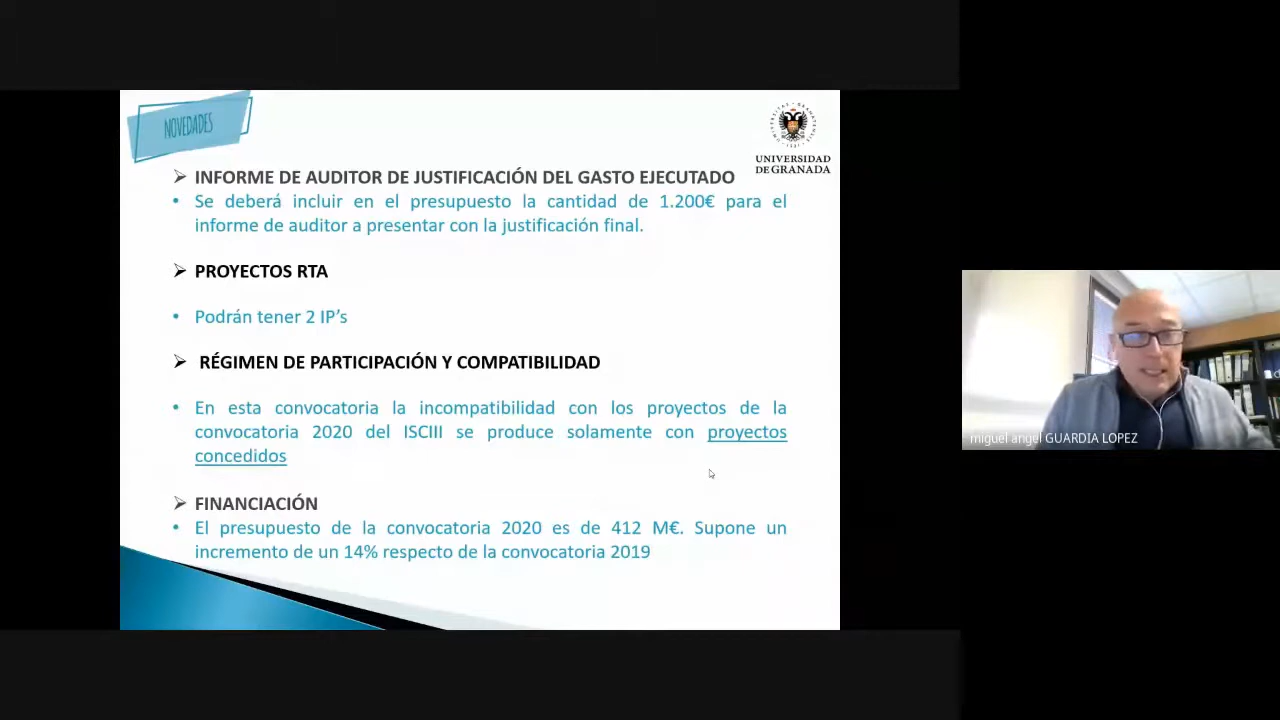 NOVEDADES
UNIVERSIDAD
DE GRANADA
➢ INFORME DE AUDITOR DE JUSTIFICACIÓN DEL GASTO EJECUTADO
• Se deberá incluir en el presupuesto la cantidad de 1.200€ para el
informe de auditor a presentar con la justificación final.
➢ PROYECTOS RTA
• Podrán tener 2 IP's
➢ RÉGIMEN DE PARTICIPACIÓN Y COMPATIBILIDAD
• En esta convocatoria la incompatibilidad con los proyectos de la
convocatoria 2020 del ISCIII se produce solamente con proyectos
concedidos
➢ FINANCIACIÓN
• El presupuesto de la convocatoria 2020 es de 412 M€. Supone un
incremento de un 14% respecto de la convocatoria 2019
miguel angel GUARDIA LOPEZ